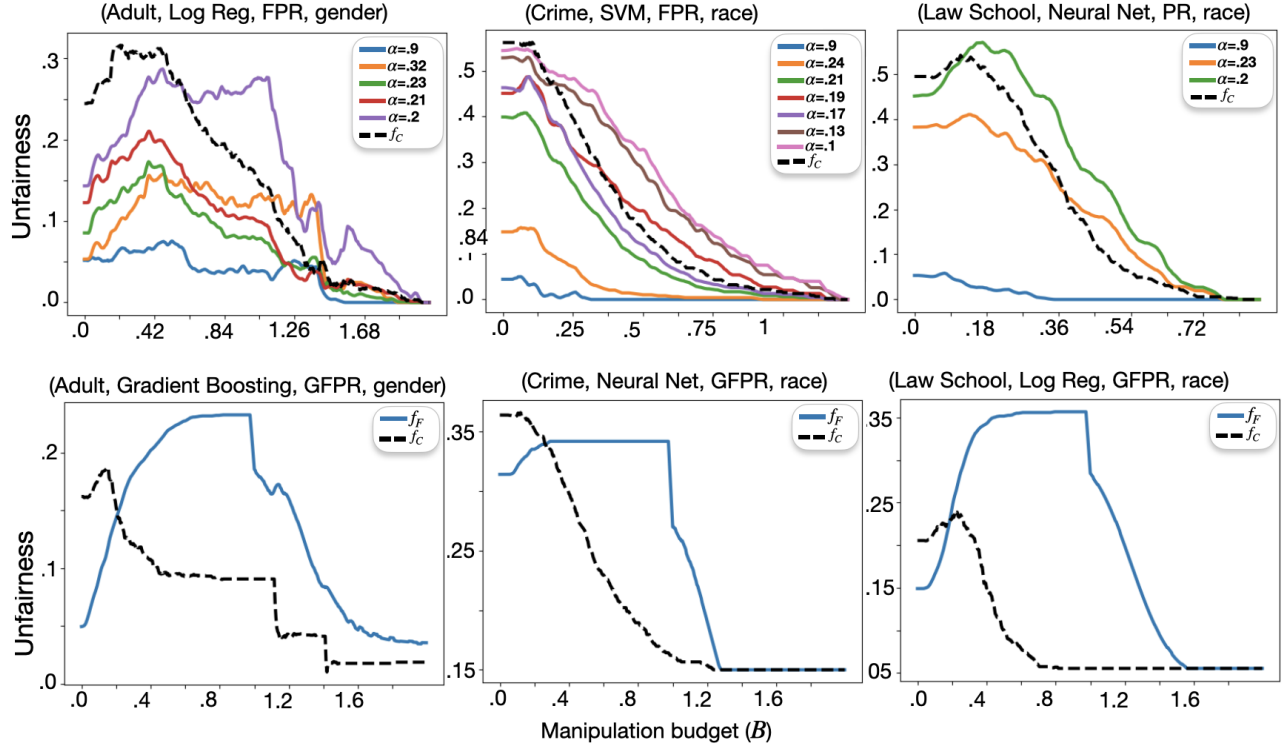 (Adult, Log Reg, FPR, gender)
(Crime, SVM, FPR, race)
(Law School, Neural Net, PR, race)
Unfairness
.3
.2
.1
.0
α=.9
α=.32
α=.23
α=.21
α=.2
f_C
.0 .42 .84 1.26 1.68
.5
.4
.3
.2
.84
.1
.0
α=.9
α=.24
α=.21
α=.19
α=.17
α=.13
α=.1
f_C
.0 .25 .5 .75 1
.5
.4
.3
.2
.1
.0
α=.9
α=.23
α=.2
f_C
.0 .18 .36 .54 .72
(Adult, Gradient Boosting, GFPR, gender)
(Crime, Neural Net, GFPR, race)
(Law School, Log Reg, GFPR, race)
Unfairness
.2
.1
.0
f_F
f_C
.0 .4 .8 1.2 1.6
.35
.25
.15
f_F
f_C
.0 .4 .8 1.2 1.6
.35
.25
.15
05
f_F
f_C
.0 .4 .8 1.2 1.6
Manipulation budget (B)